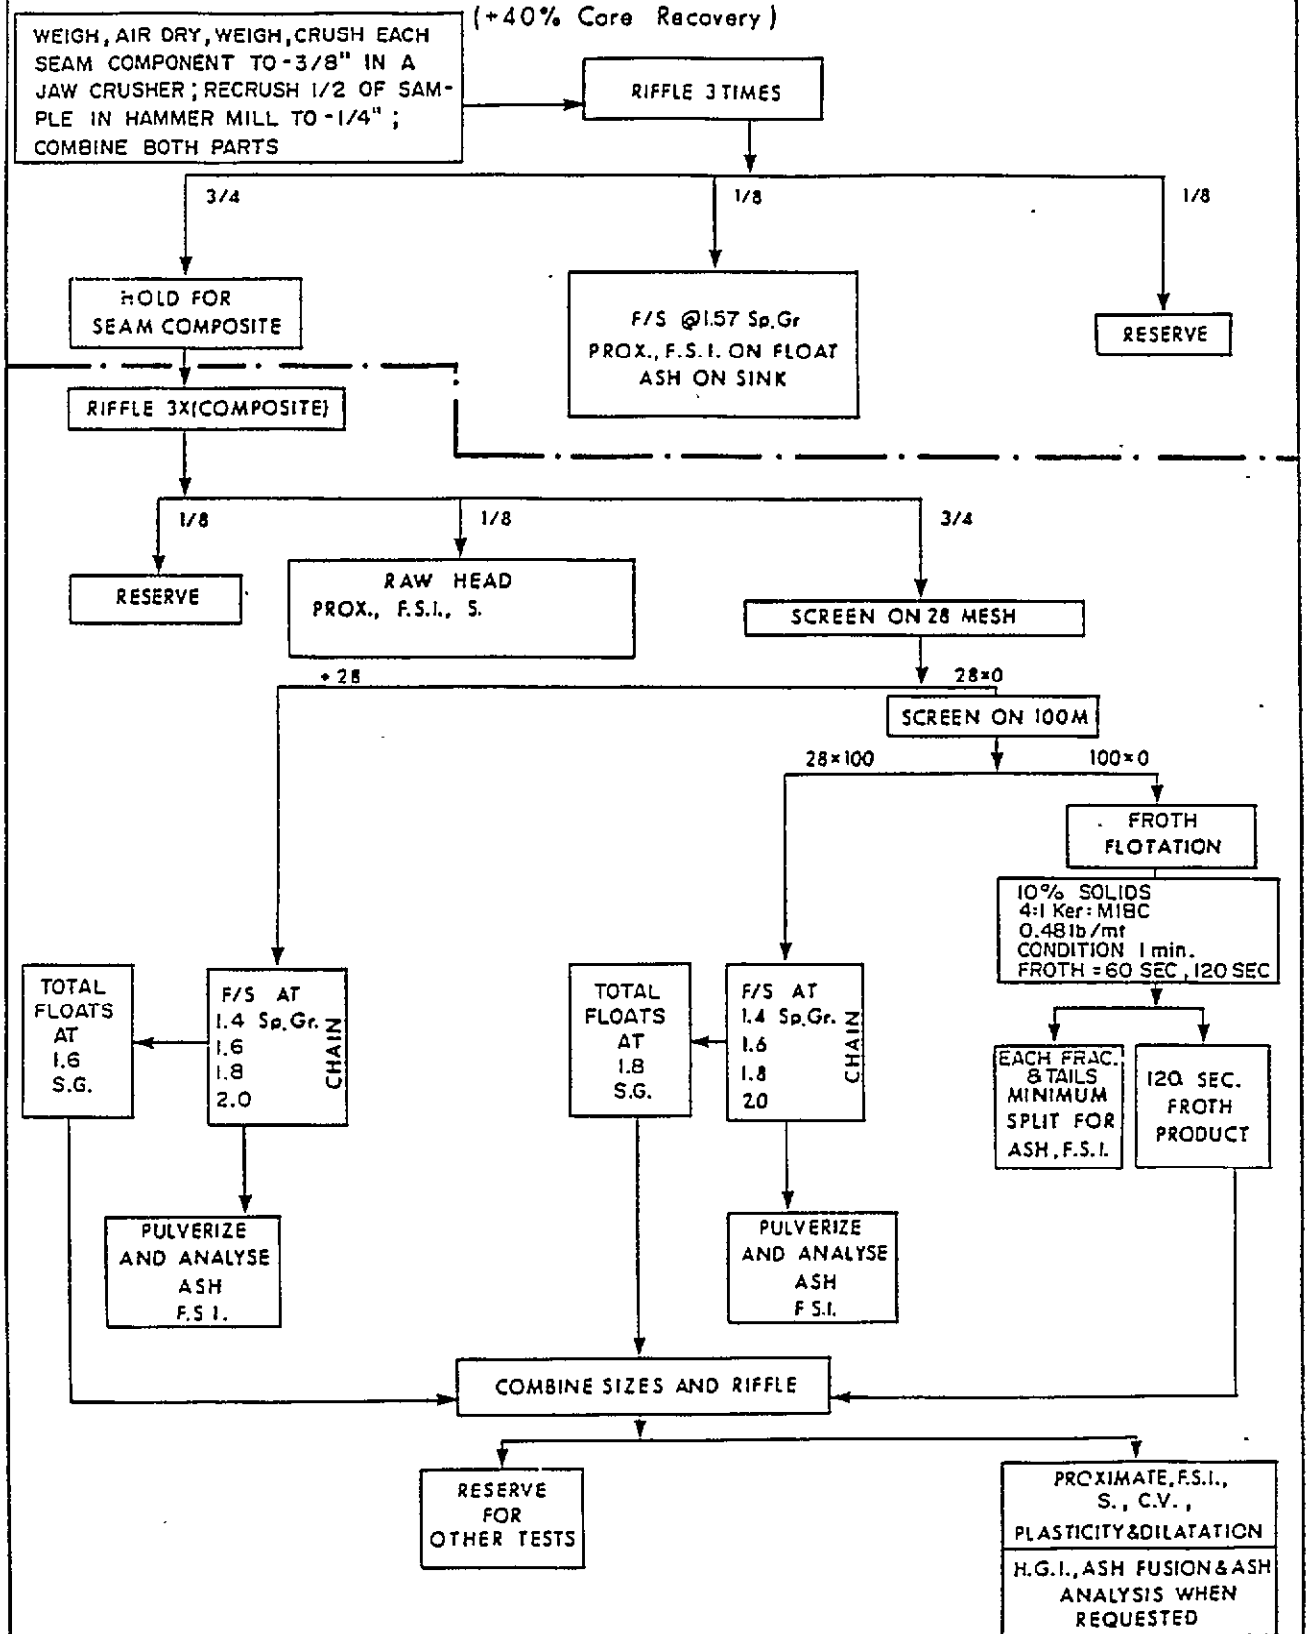 (+40% Core Recovery)
WEIGH, AIR DRY, WEIGH, CRUSH EACH
SEAM COMPONENT TO -3/8" IN A
JAW CRUSHER; RECRUSH 1/2 OF SAM-
PLE IN HAMMER MILL TO -1/4";
COMBINE BOTH PARTS
RIFFLE 3 TIMES
3/4
1/8
1/8
HOLD FOR
SEAM COMPOSITE
F/S @1.57 Sp.Gr
PROX., F.S.I. ON FLOAT
ASH ON SINK
RESERVE
RIFFLE 3X(COMPOSITE)
1/8
1/8
3/4
RESERVE
RAW HEAD
PROX., F.S.I., S.
SCREEN ON 28 MESH
+28
28×0
SCREEN ON 100M
28×100
100×0
FROTH
FLOTATION
10% SOLIDS
4:1 Ker:MIBC
0.48lb/mt
CONDITION 1 min.
FROTH = 60 SEC, 120 SEC
TOTAL
FLOATS
AT
1.6
S.G.
F/S AT
1.4 Sp.Gr.
1.6
1.8
2.0
CHAIN
TOTAL
FLOATS
AT
1.8
S.G.
F/S AT
1.4 Sp.Gr.
1.6
1.8
2.0
CHAIN
EACH FRAC.
& TAILS
MINIMUM
SPLIT FOR
ASH, F.S.I.
120 SEC.
FROTH
PRODUCT
PULVERIZE
AND ANALYSE
ASH
F.S.I.
PULVERIZE
AND ANALYSE
ASH
F.S.I.
COMBINE SIZES AND RIFFLE
RESERVE
FOR
OTHER TESTS
PROXIMATE, F.S.I.,
S., C.V.,
PLASTICITY & DILATATION
H.G.I., ASH FUSION & ASH
ANALYSIS WHEN
REQUESTED